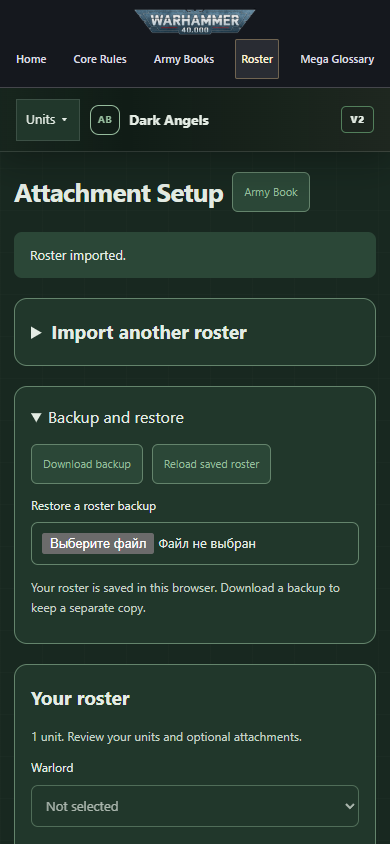 WARHAMMER
40,000
Home
Core Rules
Army Books
Roster
Mega Glossary
Units
AB
Dark Angels
V2
Attachment Setup
Army Book
Roster imported.
Import another roster
Backup and restore
Download backup
Reload saved roster
Restore a roster backup
Выберите файл Файл не выбран
Your roster is saved in this browser. Download a backup to
keep a separate copy.
Your roster
1 unit. Review your units and optional attachments.
Warlord
Not selected